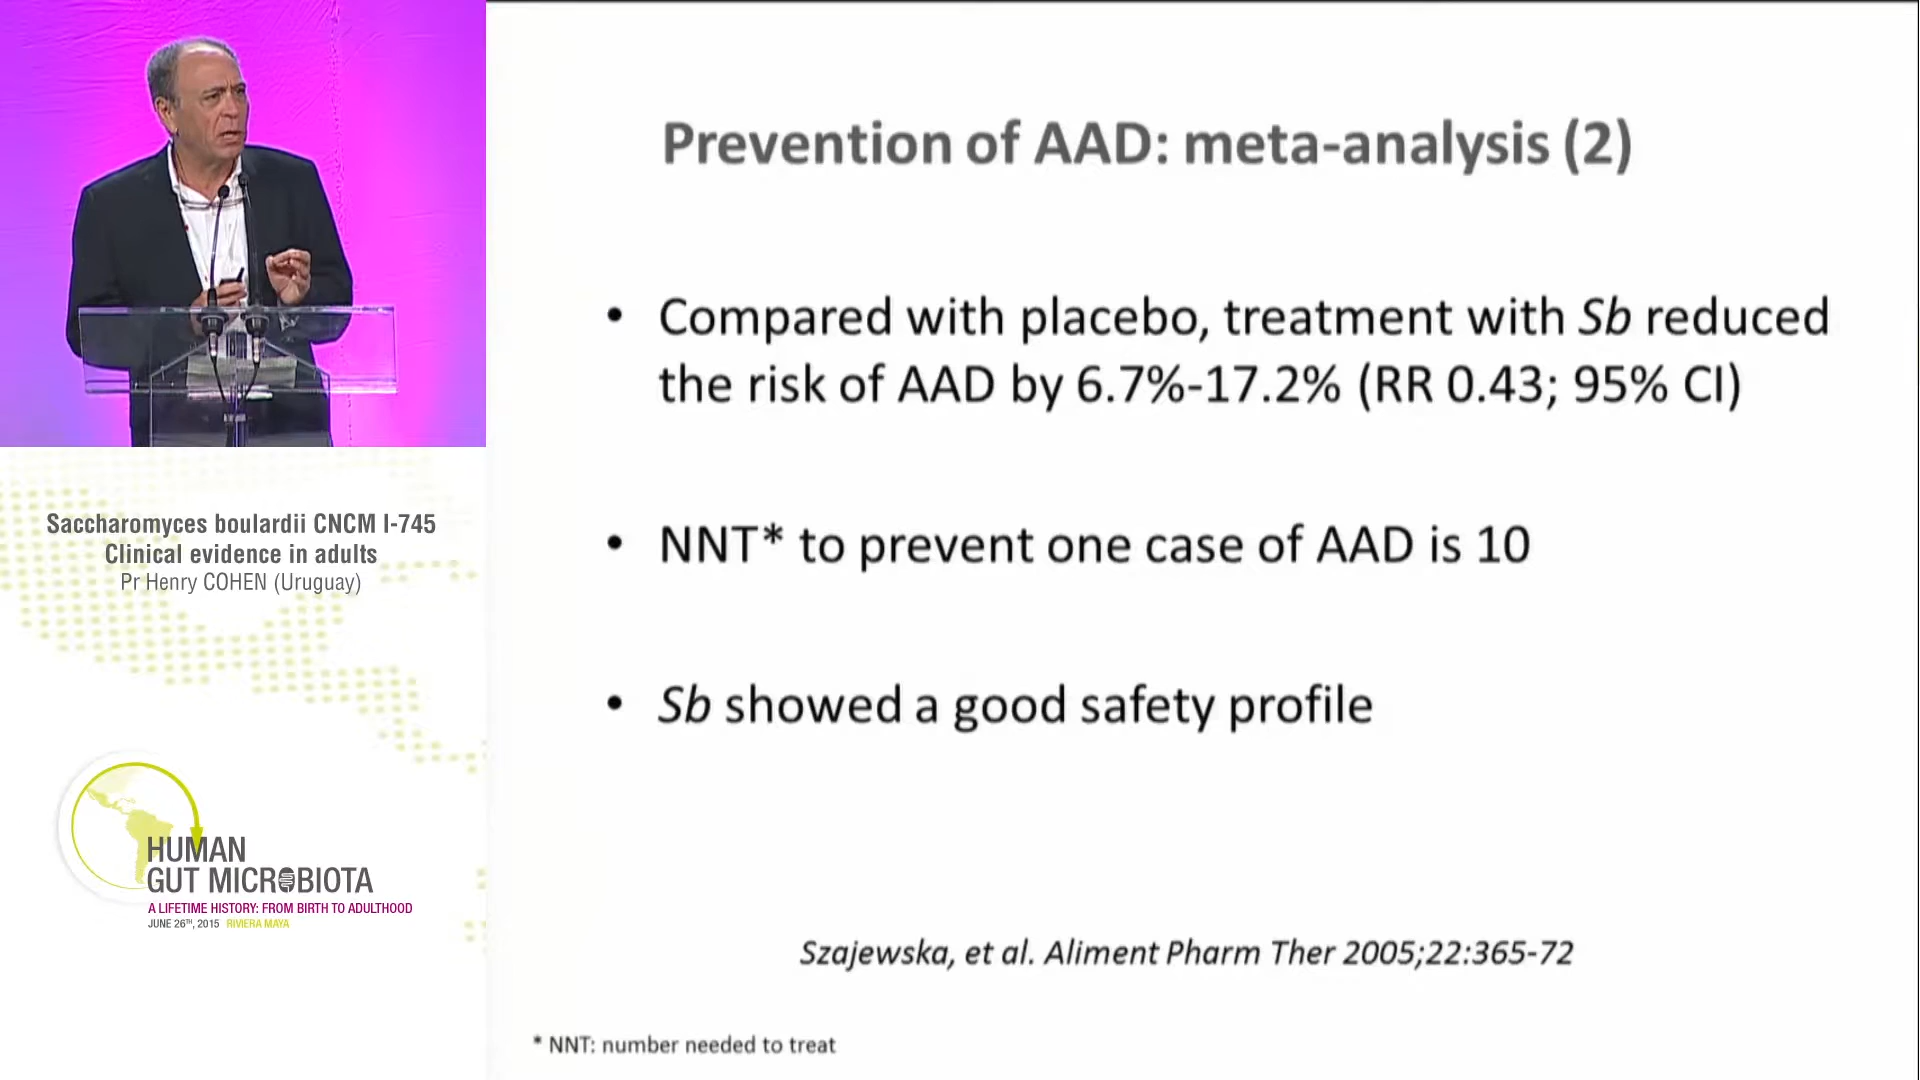 Prevention of AAD: meta-analysis (2)
• Compared with placebo, treatment with Sb reduced
the risk of AAD by 6.7%-17.2% (RR 0.43; 95% CI)
• NNT* to prevent one case of AAD is 10
• Sb showed a good safety profile
Szajewska, et al. Aliment Pharm Ther 2005;22:365-72
* NNT: number needed to treat
Saccharomyces boulardii CNCM I-745
Clinical evidence in adults
Pr Henry COHEN (Uruguay)
HUMAN
GUT MICROBIOTA
A LIFETIME HISTORY: FROM BIRTH TO ADULTHOOD
JUNE 26TH, 2015 RIVIERA MAYA